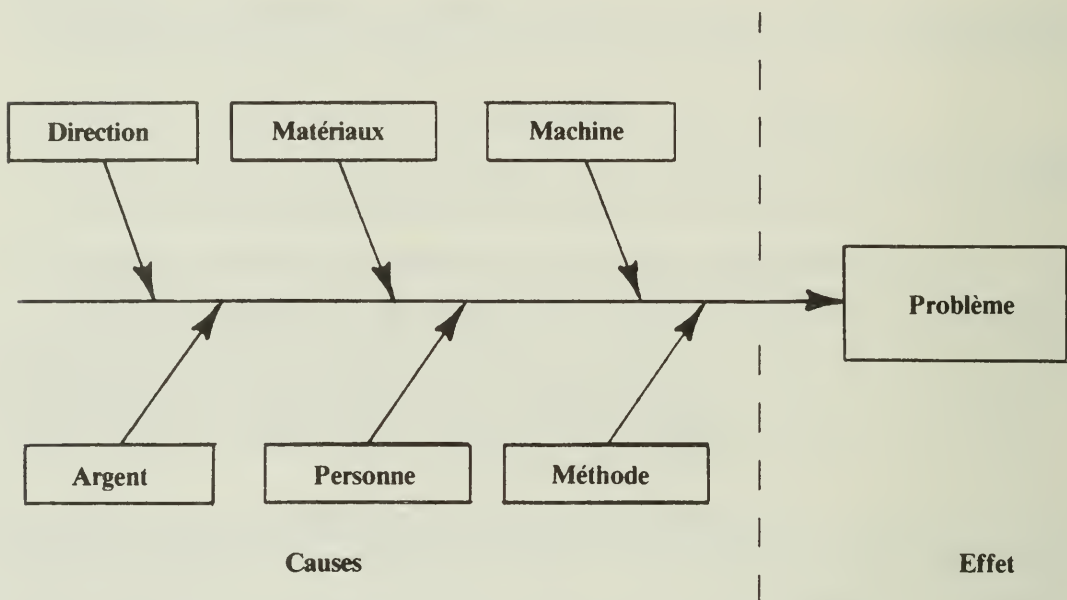 Direction
Matériaux
Machine
Problème
Argent
Personne
Méthode
Causes
Effet